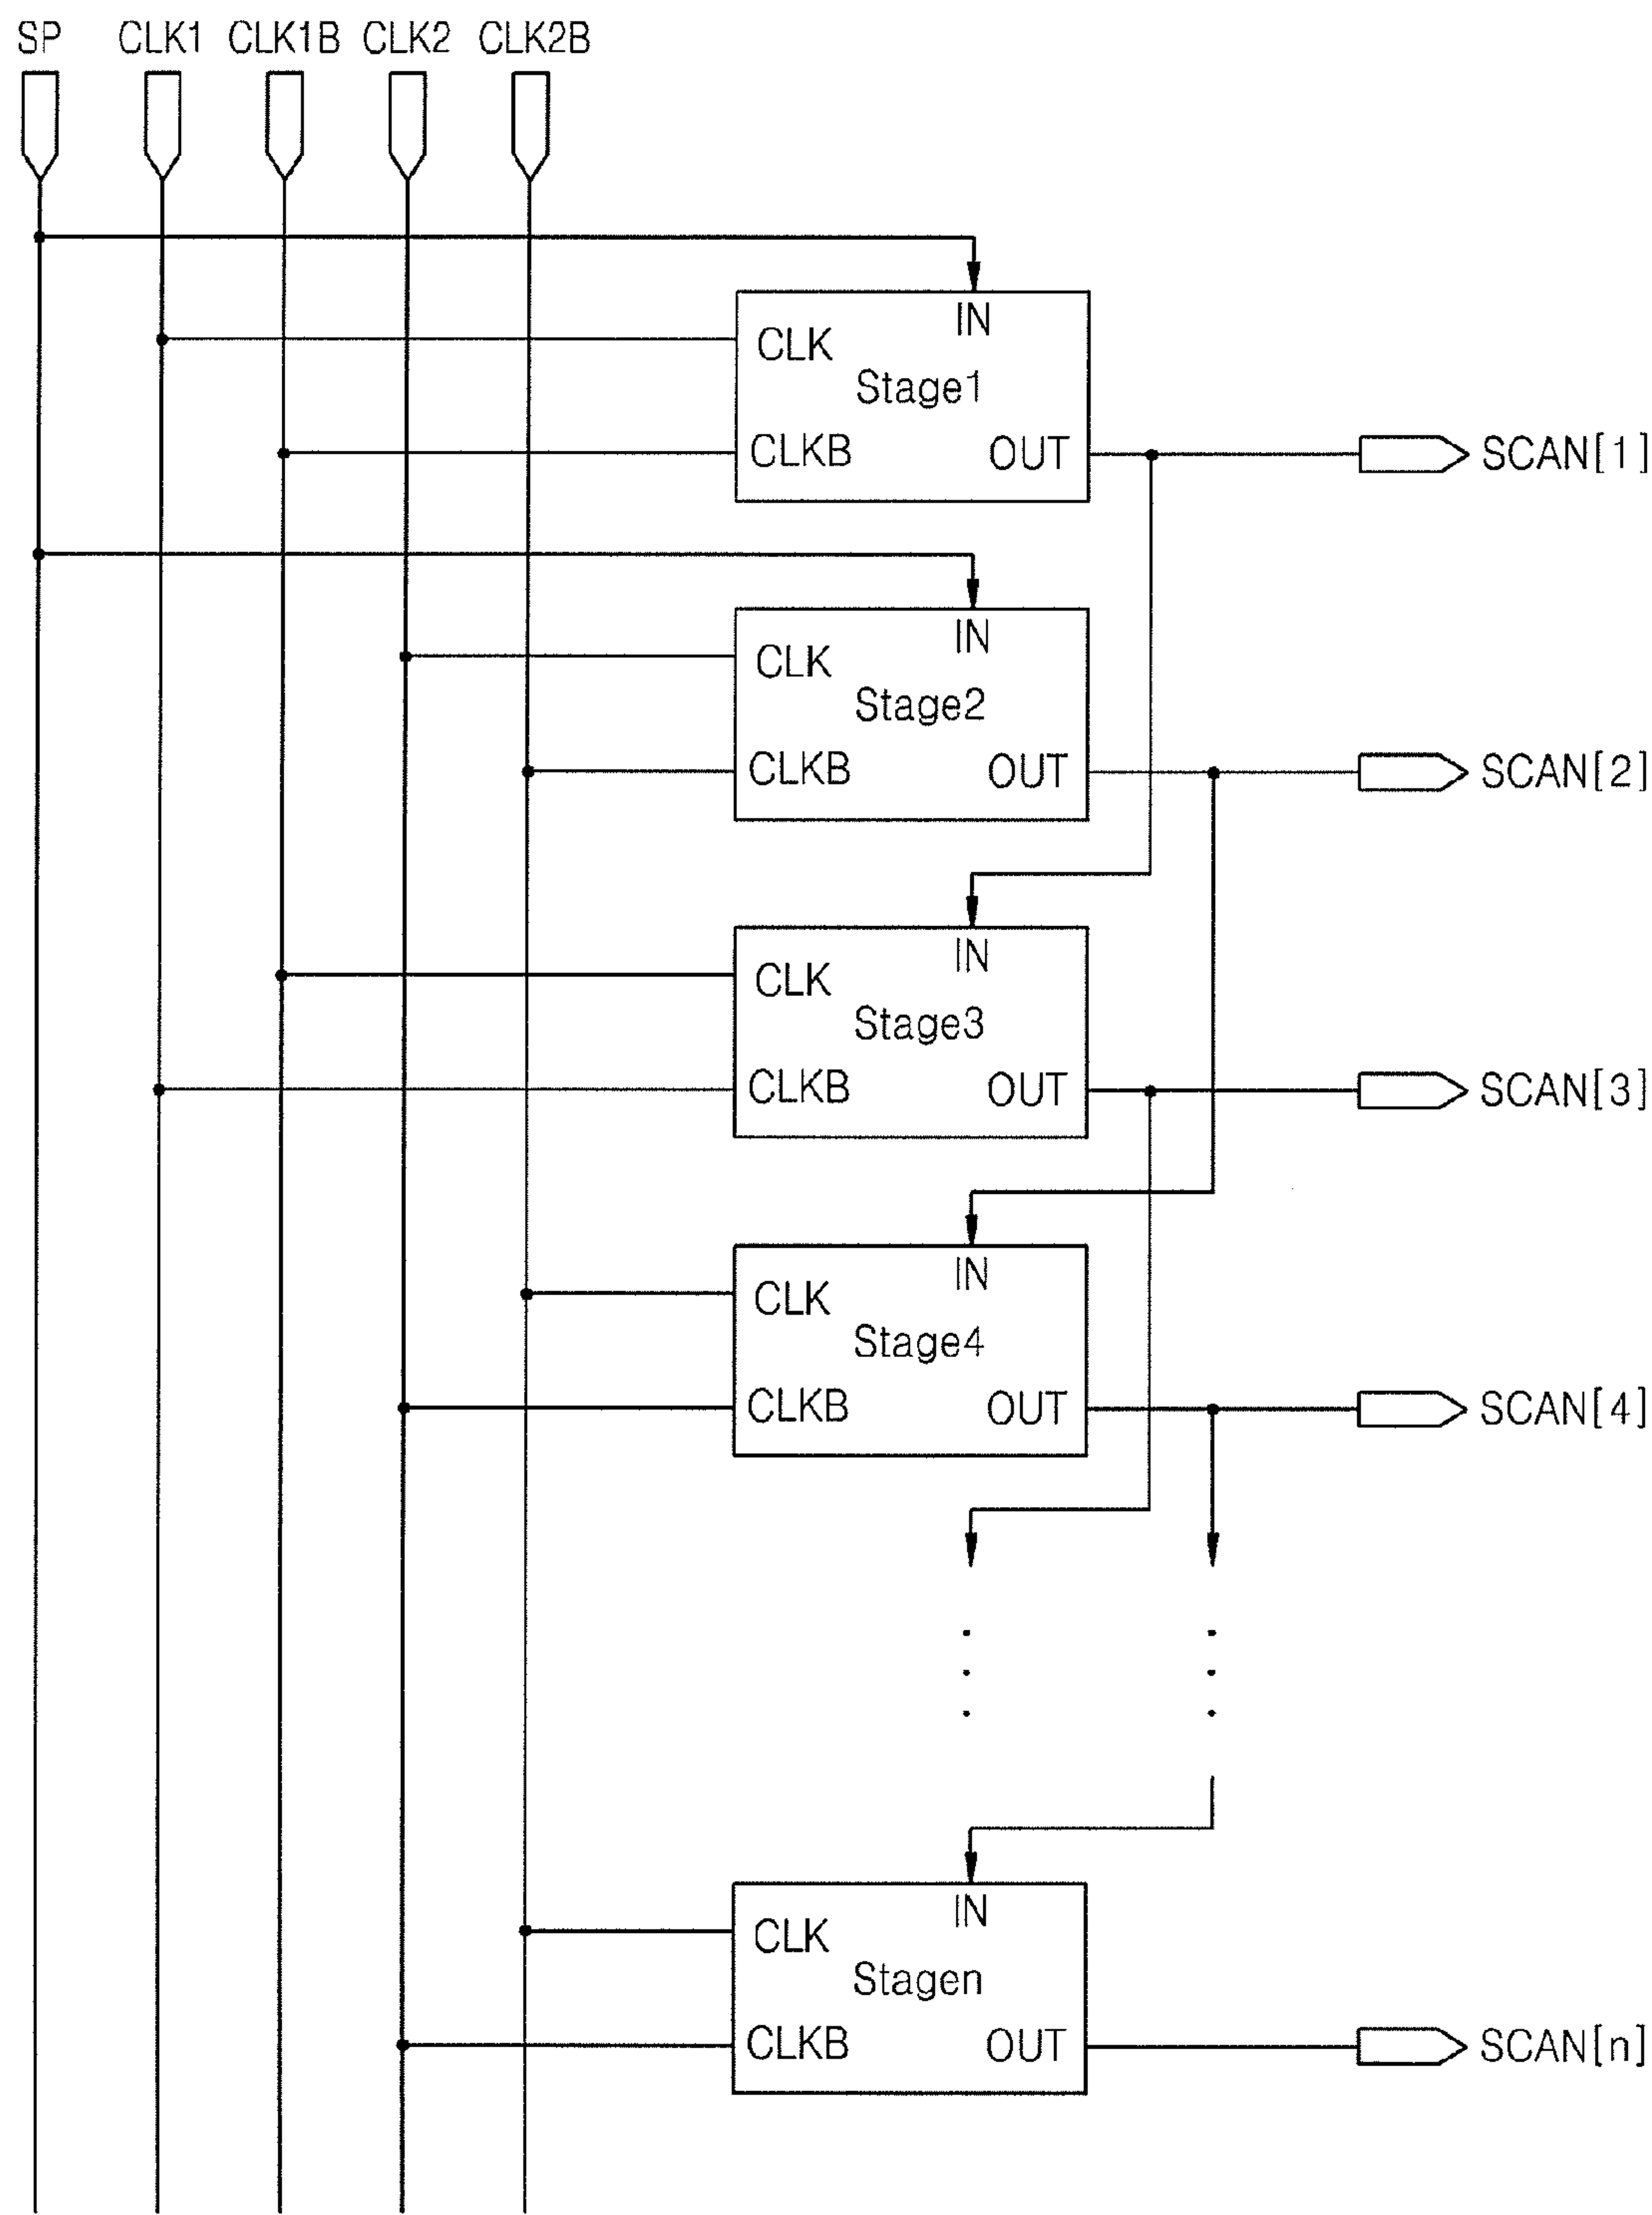 SP CLK1 CLK1B CLK2 CLK2B
IN
CLK
Stage1
CLKB OUT SCAN[1]
IN
CLK
Stage2
CLKB OUT SCAN[2]
IN
CLK
Stage3
CLKB OUT SCAN[3]
IN
CLK
Stage4
CLKB OUT SCAN[4]
IN
CLK
Stagen
CLKB OUT SCAN[n]